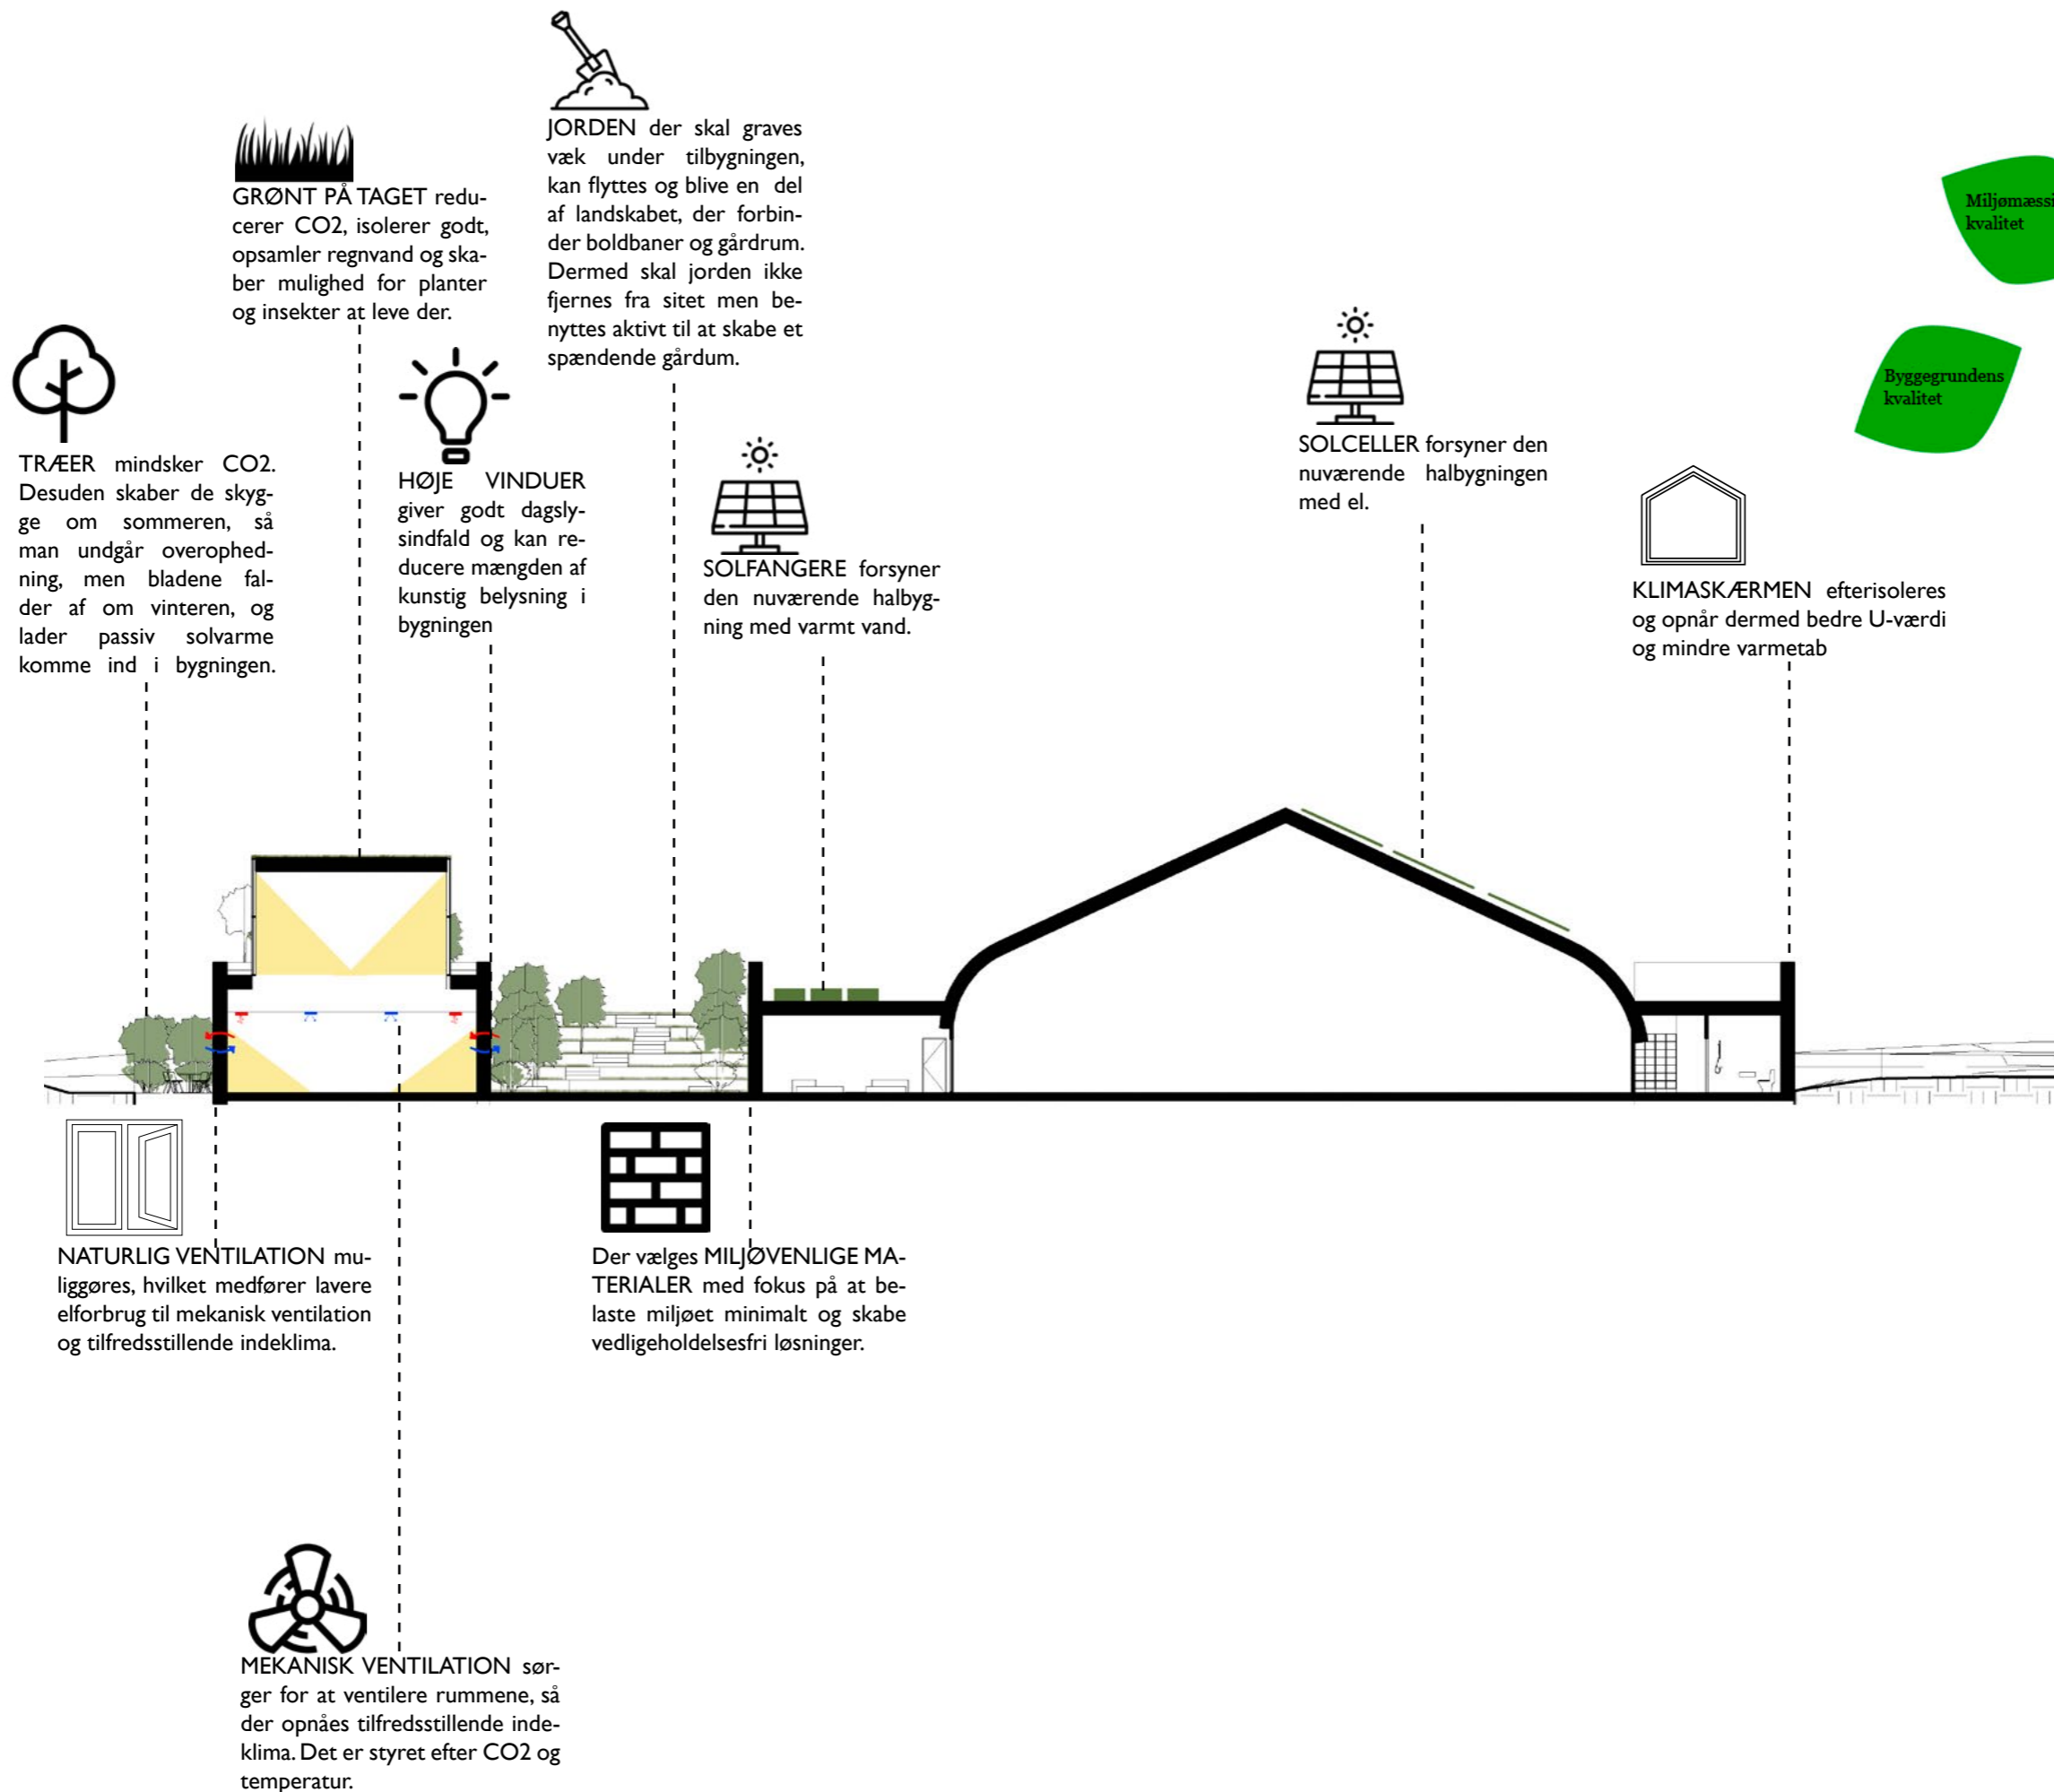 JORDEN der skal graves
væk under tilbygningen,
kan flyttes og blive en del
af landskabet, der forbin-
der boldbaner og gårdrum.
Dermed skal jorden ikke
fjernes fra sitet men be-
nyttes aktivt til at skabe et
spændende gårdum.
GRØNT PÅ TAGET redu-
cerer CO2, isolerer godt,
opsamler regnvand og ska-
ber mulighed for planter
og insekter at leve der.
Miljømæssi
kvalitet
Byggegrundens
kvalitet
TRÆER mindsker CO2.
Desuden skaber de skyg-
ge om sommeren, så
man undgår overophed-
ning, men bladene fal-
der af om vinteren, og
lader passiv solvarme
komme ind i bygningen.
HØJE VINDUER
giver godt dagsly-
sindfald og kan re-
ducere mængden af
kunstig belysning i
bygningen
SOLFANGERE forsyner
den nuværende halbyg-
ning med varmt vand.
SOLCELLER forsyner den
nuværende halbygningen
med el.
KLIMASKÆRMEN efterisoleres
og opnår dermed bedre U-værdi
og mindre varmetab
NATURLIG VENTILATION mu-
liggøres, hvilket medfører lavere
elforbrug til mekanisk ventilation
og tilfredsstillende indeklima.
Der vælges MILJØVENLIGE MA-
TERIALER med fokus på at be-
laste miljøet minimalt og skabe
vedligeholdelsesfri løsninger.
MEKANISK VENTILATION sør-
ger for at ventilere rummene, så
der opnåes tilfredsstillende inde-
klima. Det er styret efter CO2 og
temperatur.